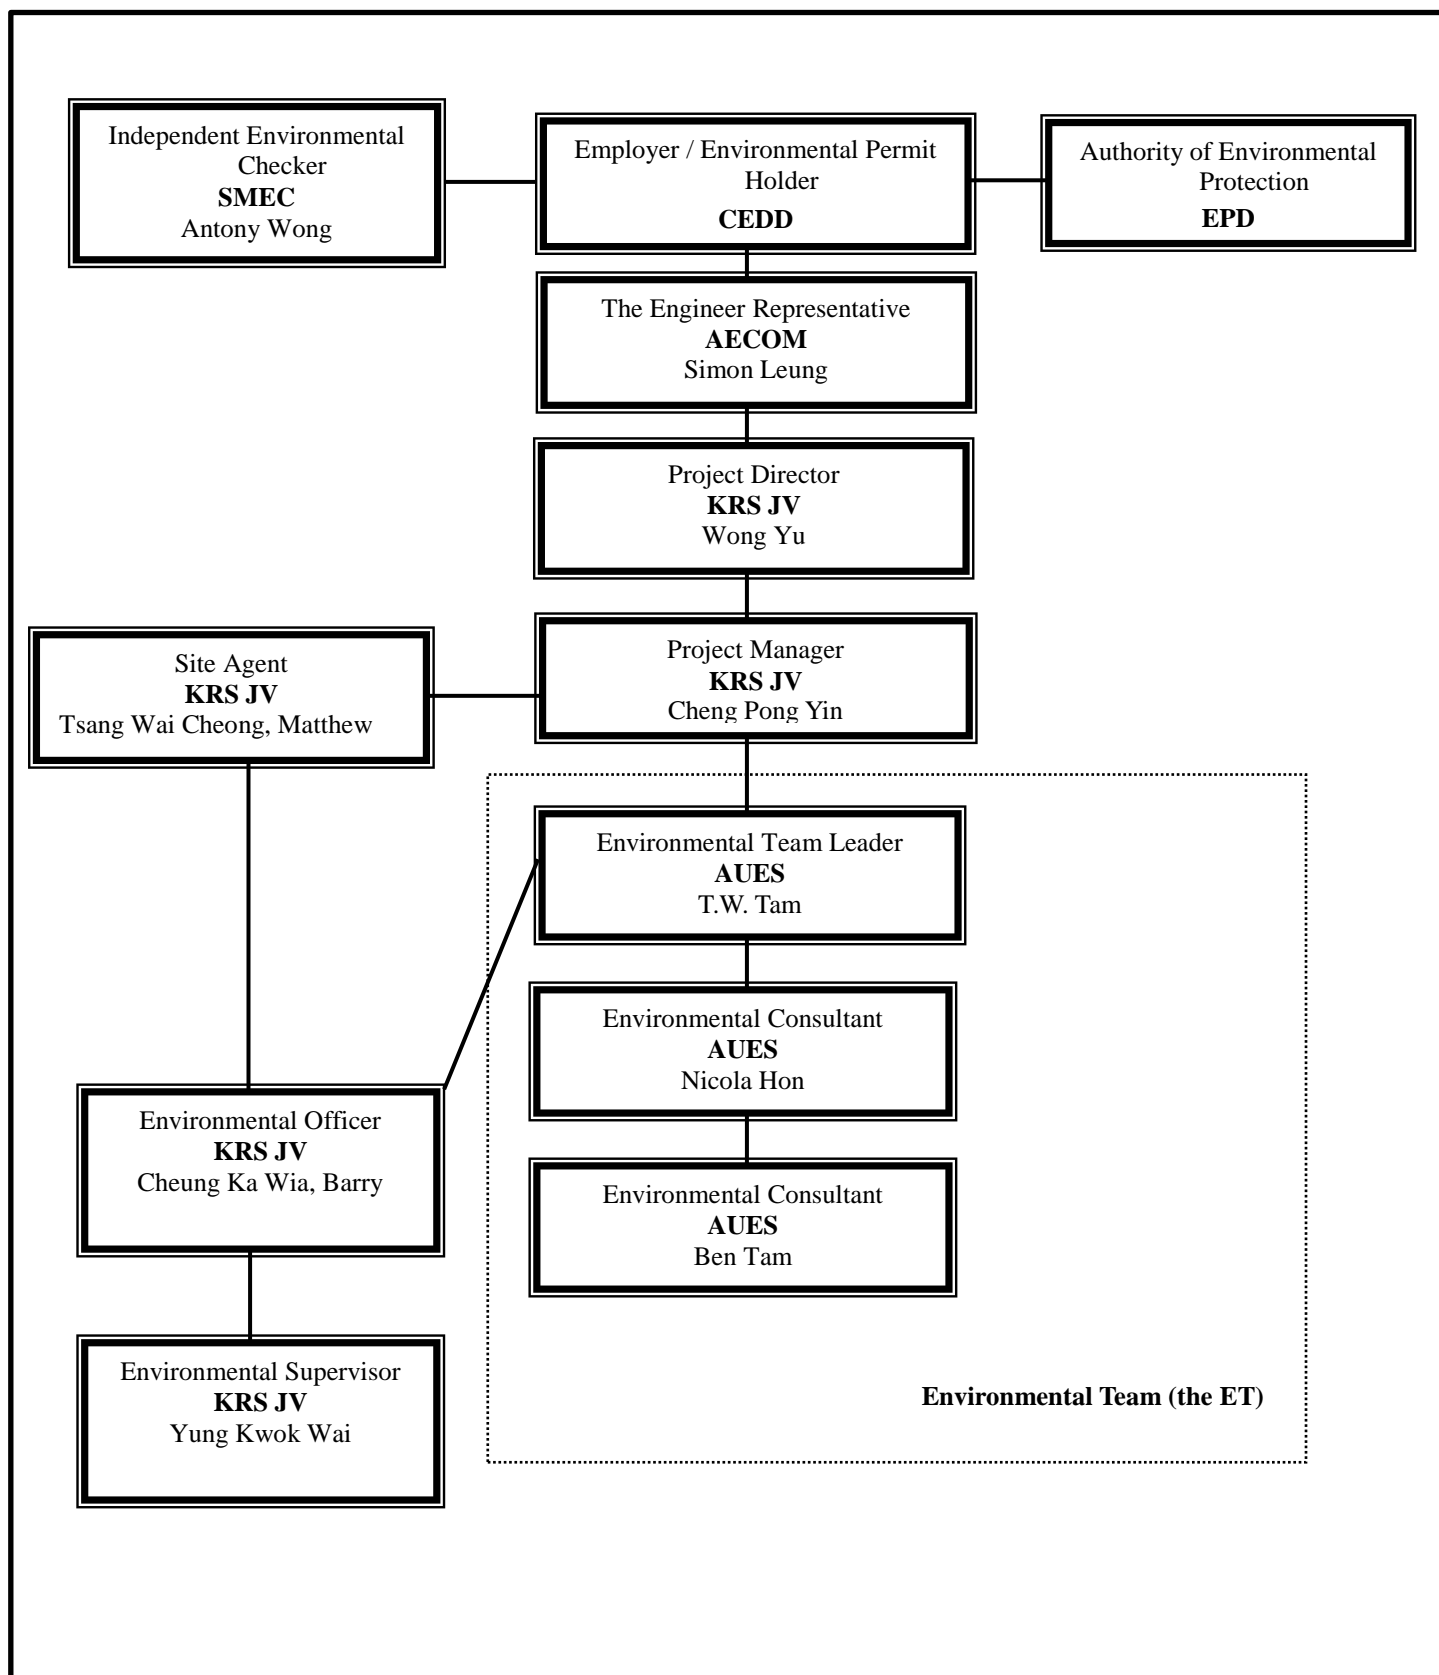 Independent Environmental
Checker
SMEC
Antony Wong
Employer / Environmental Permit
Holder
CEDD
Authority of Environmental
Protection
EPD
The Engineer Representative
AECOM
Simon Leung
Project Director
KRS JV
Wong Yu
Site Agent
KRS JV
Tsang Wai Cheong, Matthew
Project Manager
KRS JV
Cheng Pong Yin
Environmental Team Leader
AUES
T.W. Tam
Environmental Consultant
AUES
Nicola Hon
Environmental Officer
KRS JV
Cheung Ka Wia, Barry
Environmental Consultant
AUES
Ben Tam
Environmental Supervisor
KRS JV
Yung Kwok Wai
Environmental Team (the ET)